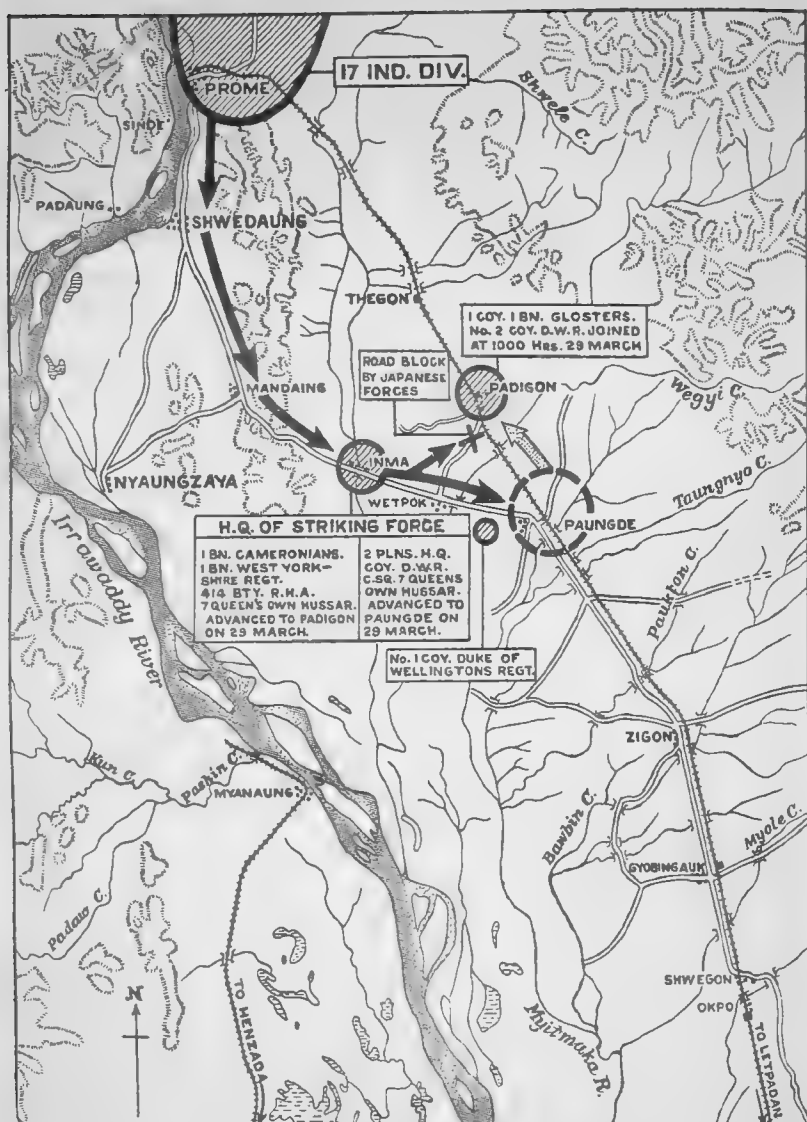 17 IND. DIV.
PROME
Shwele C.
SINDE
PADAUNG
SHWEDAUNG
THEGON
1 COY. 1 BN. GLOSTERS.
No. 2 COY. D.W.R. JOINED
AT 1000 HRS. 29 MARCH
ROAD BLOCK
BY JAPANESE
FORCES
PADIGON
Wegyi C.
MANDAING
INMA
NYAUNGZAYA
WETPOK
PAUNGDE
Taungnyo C.
H.Q. OF STRIKING FORCE
1 BN. CAMERONIANS.
1 BN. WEST YORK-
SHIRE REGT.
414 BTY. R.H.A.
7 QUEEN'S OWN HUSSAR.
ADVANCED TO PADIGON
ON 29 MARCH.
2 PLNS. H.Q.
COY. D.W.R.
C.SQ. 7 QUEENS
OWN HUSSAR.
ADVANCED TO
PAUNGDE ON
29 MARCH.
Paukton C.
Irrawaddy River
No. 1 COY. DUKE OF
WELLINGTONS REGT.
ZIGON
Kun C.
Pashin C.
MYANAUNG
Bawbin C.
Myole C.
GYOBINGAUK
Padaw C.
SHWEGON
OKPO
N
TO HENZADA
Myitmaka R.
TO LETPADAN